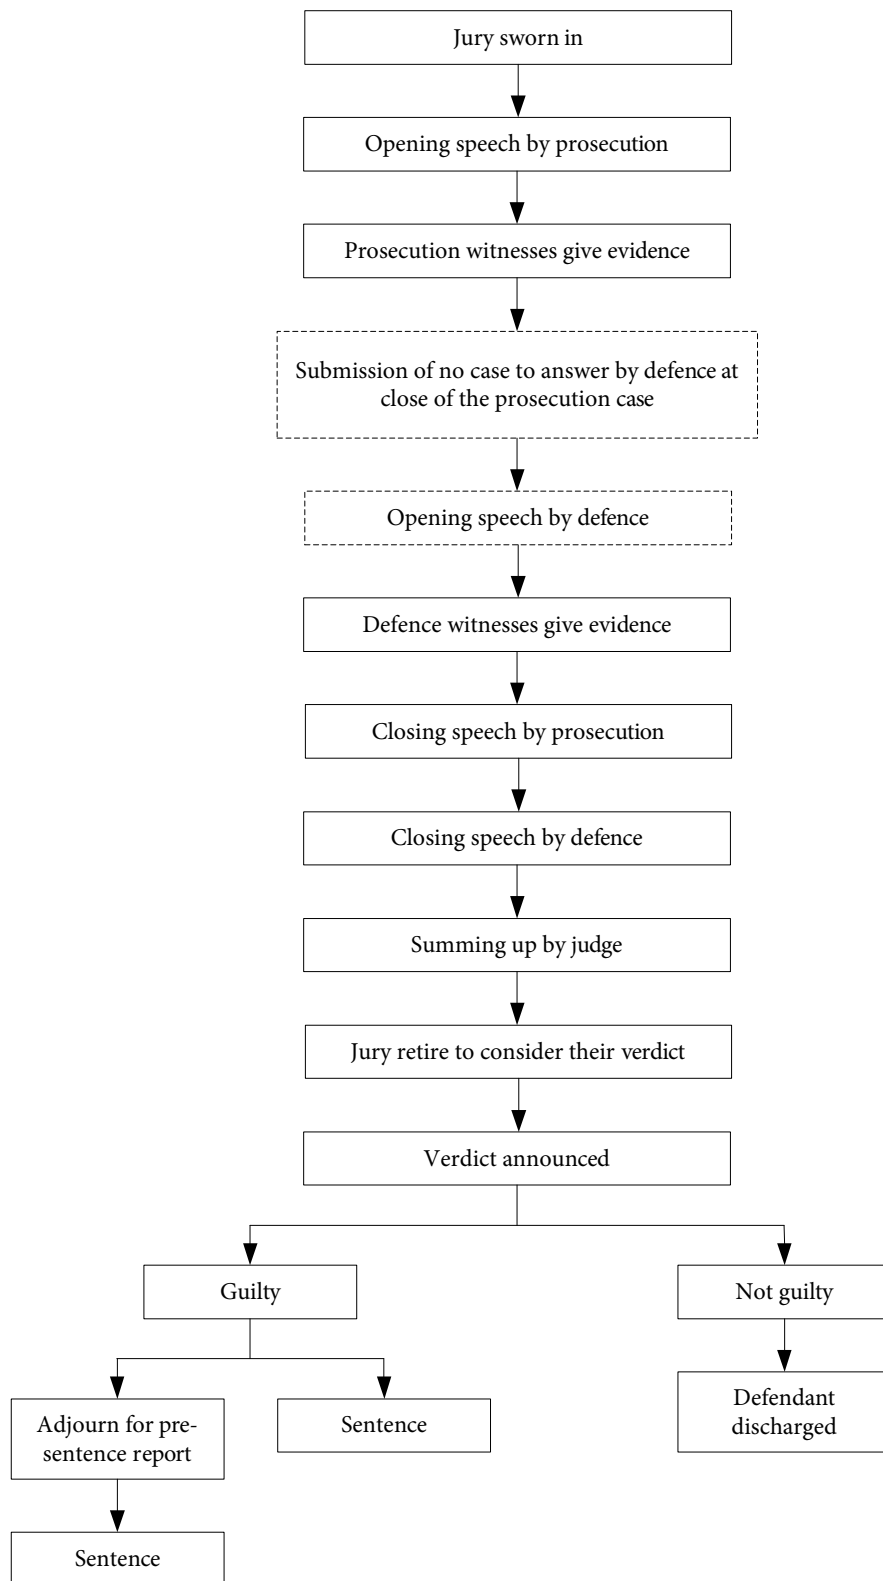 Jury sworn in
Opening speech by prosecution
Prosecution witnesses give evidence
Submission of no case to answer by defence at
close of the prosecution case
Opening speech by defence
Defence witnesses give evidence
Closing speech by prosecution
Closing speech by defence
Summing up by judge
Jury retire to consider their verdict
Verdict announced
Guilty
Not guilty
Adjourn for pre-
sentence report
Sentence
Defendant
discharged
Sentence